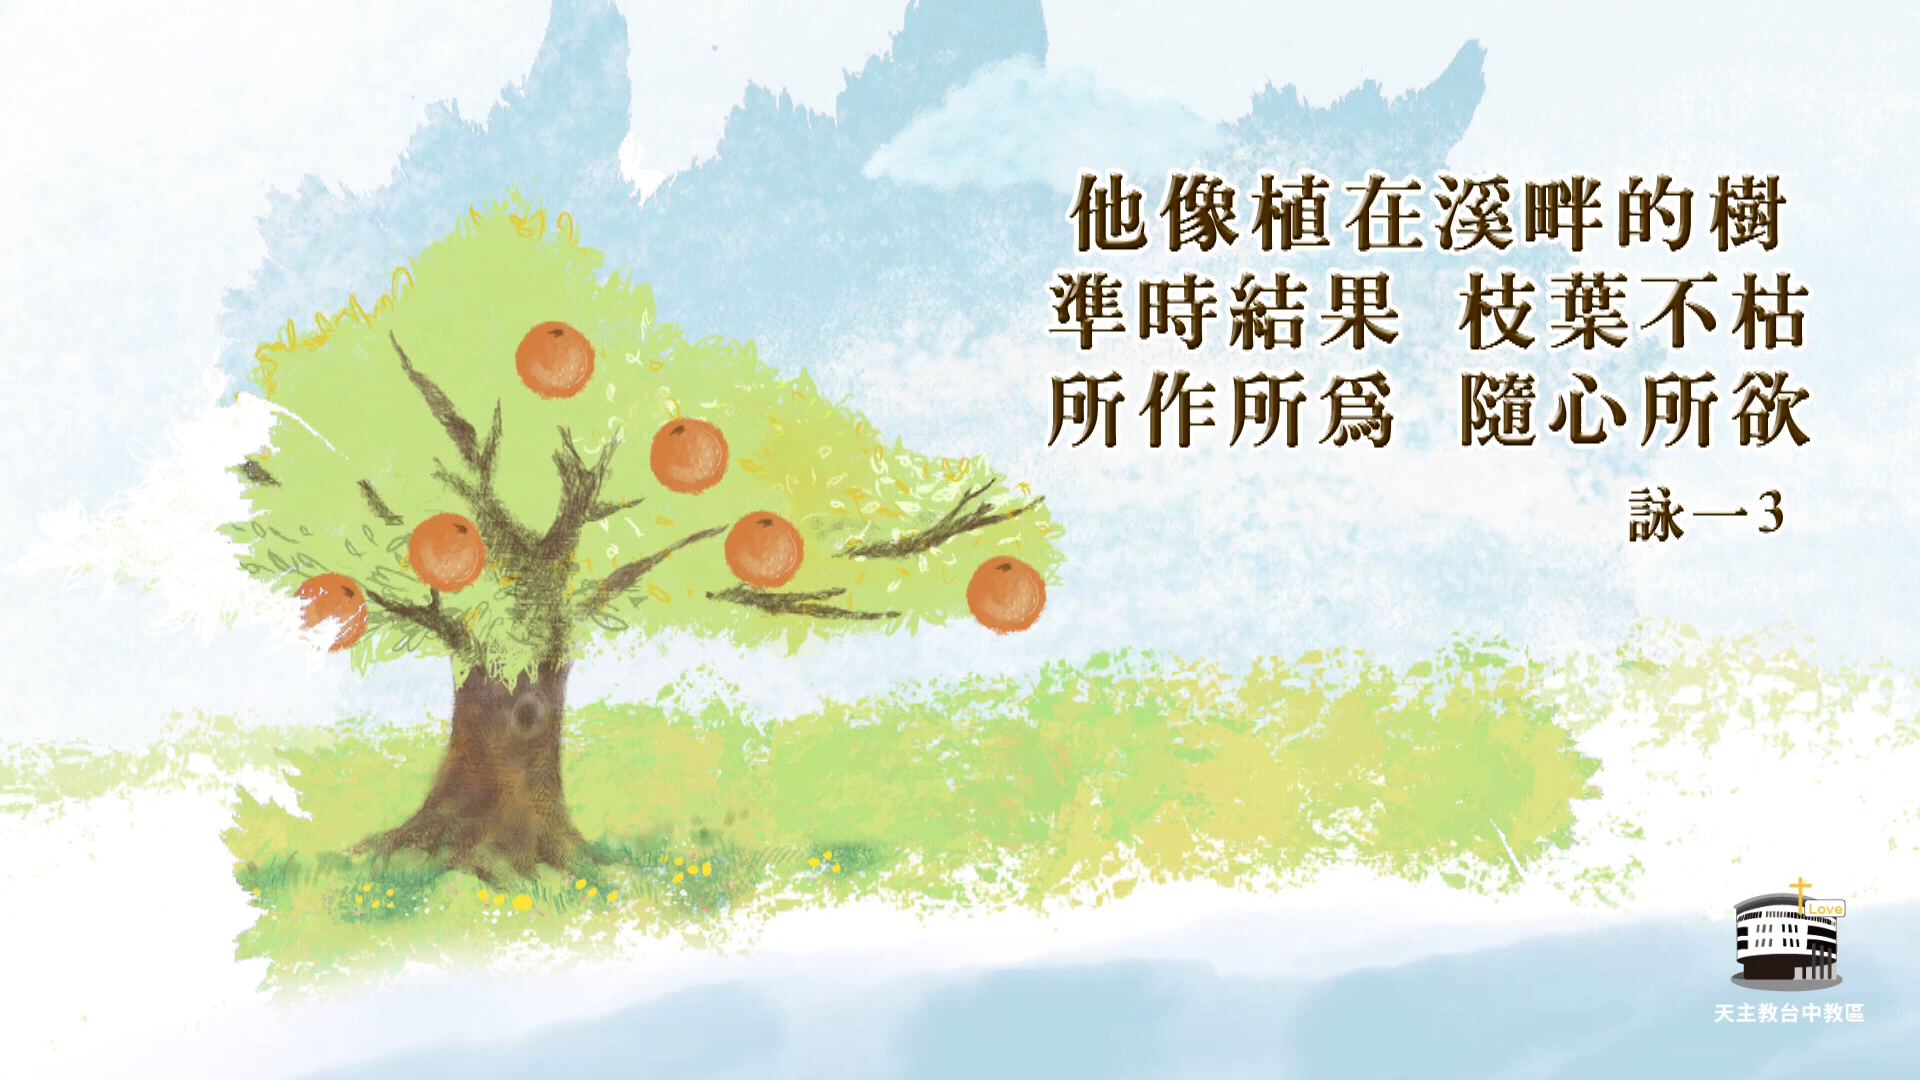 他像植在溪畔的樹
準時結果 枝葉不枯
所作所為 隨心所欲
詠一3
Love
天主教台中教區